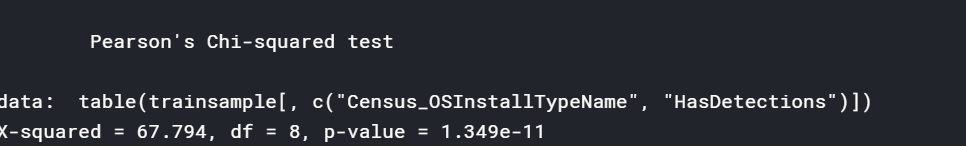 Pearson's Chi-squared test
data:  table(trainsample[, c("Census_OSInstallTypeName", "HasDetections")])
X-squared = 67.794, df = 8, p-value = 1.349e-11